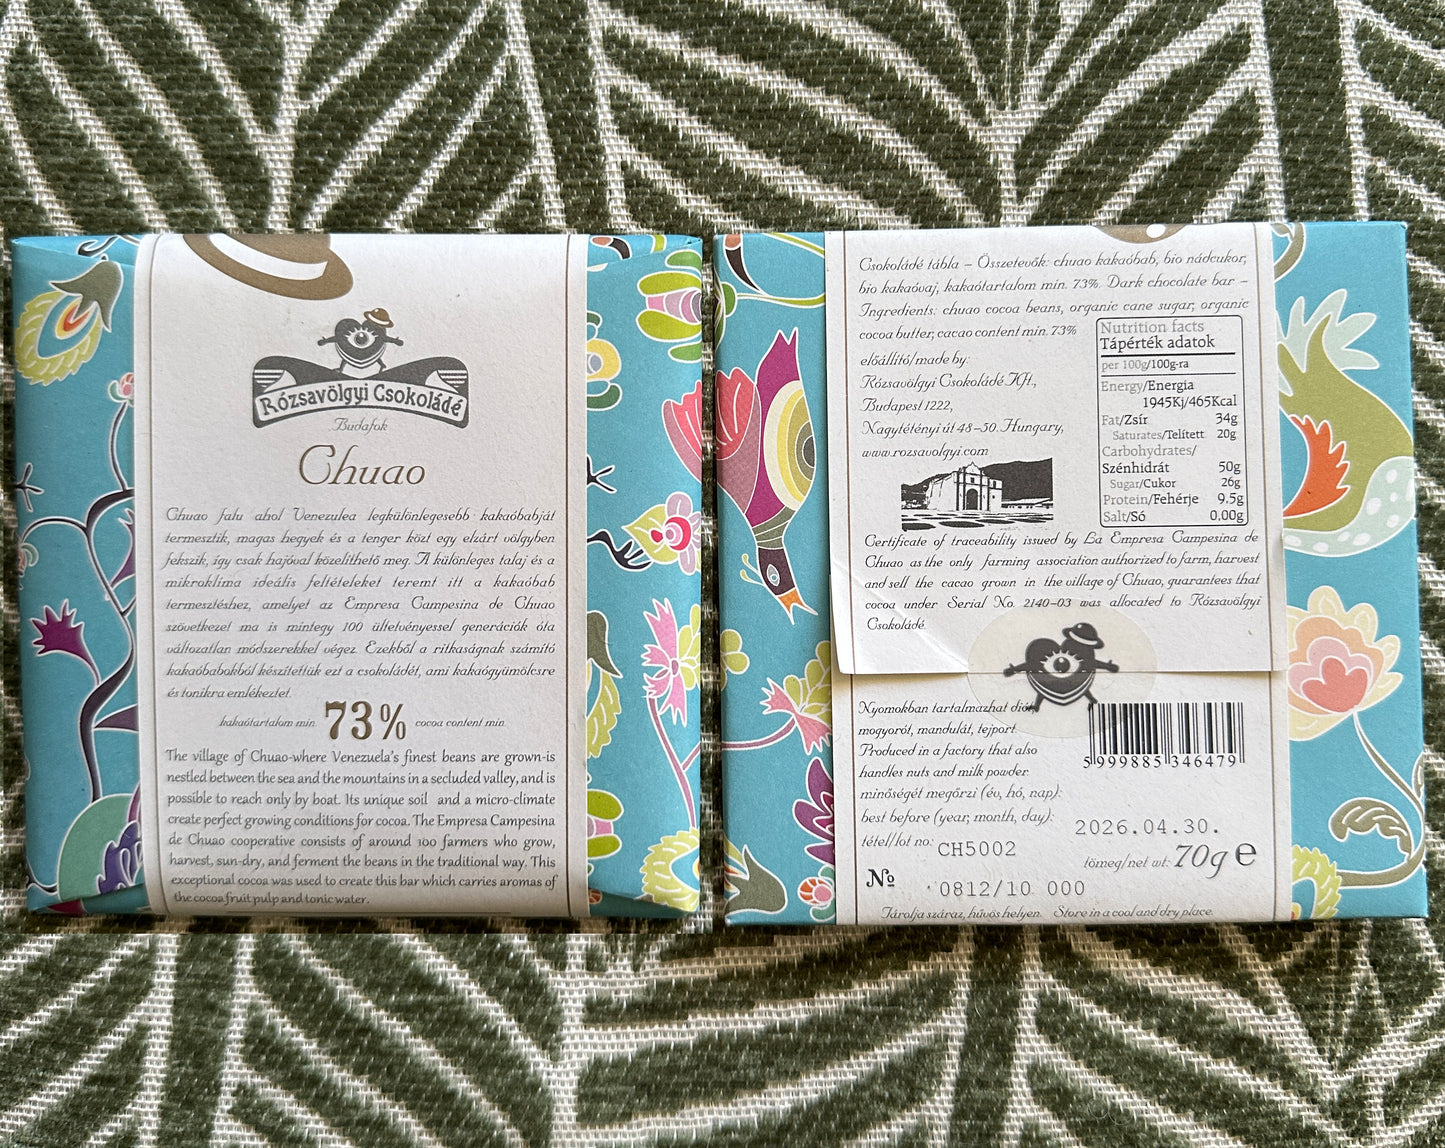 Rózsavölgyi Csokoládé
Budafok
Chuao
Chuao falu ahol Venezulea legkülönlegesebb kakaóbabját
termesztik, magas hegyek és a tenger közt egy elzárt völgyben
fekszik, így csak hajóval közelíthető meg. A különleges talaj és a
mikroklíma ideális feltételeket teremt itt a kakaóbab
termesztéshez, amelyet az Empresa Campesina de Chuao
szövetkezet ma is mintegy 100 ültetvényessel generációk óta
változatlan módszerekkel végez. Ezekből a ritkaságnak számító
kakaóbabokból készítettük ezt a csokoládét, ami kakaógyümölcsre
és tonikra emlékeztet.
kakaótartalom min. 73% cocoa content min.
The village of Chuao-where Venezuela's finest beans are grown-is
nestled between the sea and the mountains in a secluded valley, and is
possible to reach only by boat. Its unique soil and a micro-climate
create perfect growing conditions for cocoa. The Empresa Campesina
de Chuao cooperative consists of around 100 farmers who grow,
harvest, sun-dry, and ferment the beans in the traditional way. This
exceptional cocoa was used to create this bar which carries aromas of
the cocoa fruit pulp and tonic water.
Csokoládé tábla – Összetevők: chuao kakaóbab, bio nádcukor,
bio kakaóvaj, kakaótartalom min. 73%. Dark chocolate bar –
Ingredients: chuao cocoa beans, organic cane sugar, organic
cocoa butter, cacao content min. 73%
előállító/made by:
Rózsavölgyi Csokoládé Kft.,
Budapest 1222,
Nagytétényi út 48-50. Hungary,
www.rozsavolgyi.com
Nutrition facts
Tápérték adatok
per 100g/100g-ra
Energy/Energia
1945Kj/465Kcal
Fat/Zsír 34g
Saturates/Telített 20g
Carbohydrates/
Szénhidrát 50g
Sugar/Cukor 26g
Protein/Fehérje 9.5g
Salt/Só 0,00g
Certificate of traceability issued by La Empresa Campesina de
Chuao as the only farming association authorized to farm, harvest
and sell the cacao grown in the village of Chuao, guarantees that
cocoa under Serial No. 2140-03 was allocated to Rózsavölgyi
Csokoládé
Nyomokban tartalmazhat diót,
mogyorót, mandulát, tejport.
Produced in a factory that also
handles nuts and milk powder.
minőségét megőrzi (év, hó, nap):
best before (year, month, day):
2026.04.30.
tétel/lot no: CH5002
tömeg/net wt: 70g e
5 999885 346479
№ 0812/10 000
Tárolja száraz, hűvös helyen. Store in a cool and dry place.